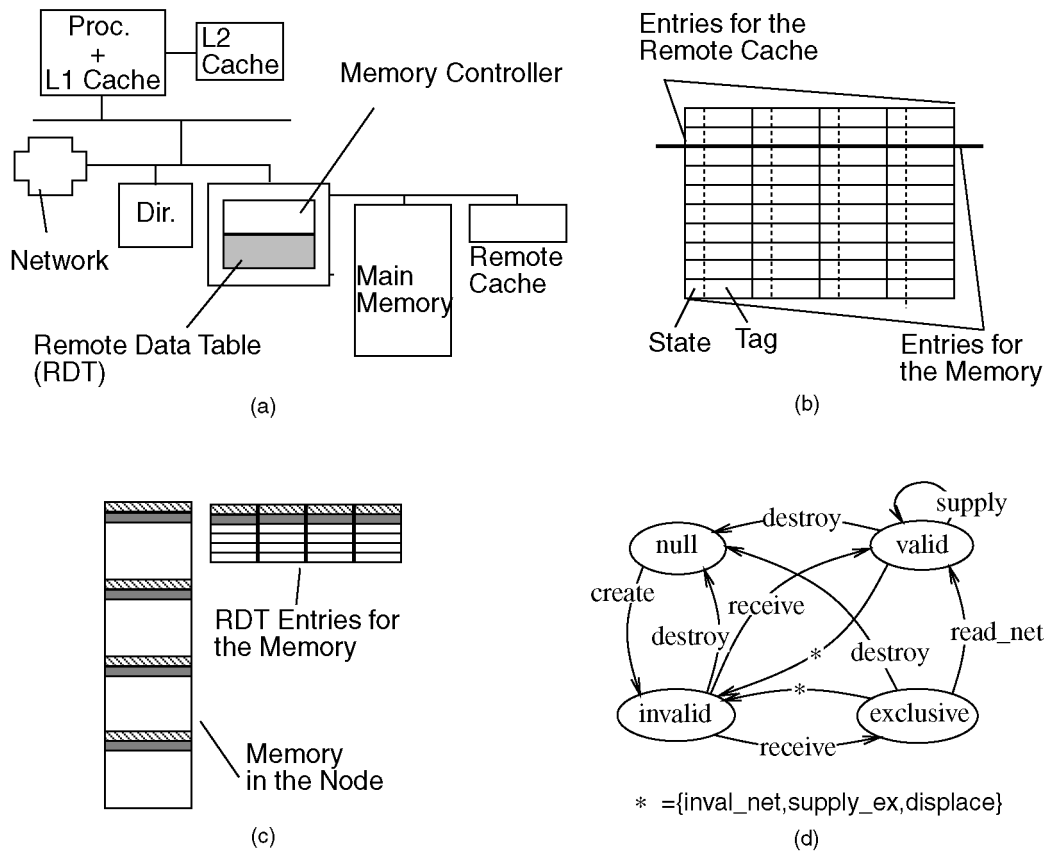 Proc.
+
L1 Cache
L2
Cache
Memory Controller
Dir.
Network
Main
Memory
Remote
Cache
Remote Data Table
(RDT)
(a)
Entries for the
Remote Cache
State
Tag
Entries for
the Memory
(b)
RDT Entries for
the Memory
Memory
in the Node
(c)
supply
destroy
null
valid
create
receive
destroy
read_net
destroy
*
*
invalid
exclusive
receive
* ={inval_net,supply_ex,displace}
(d)